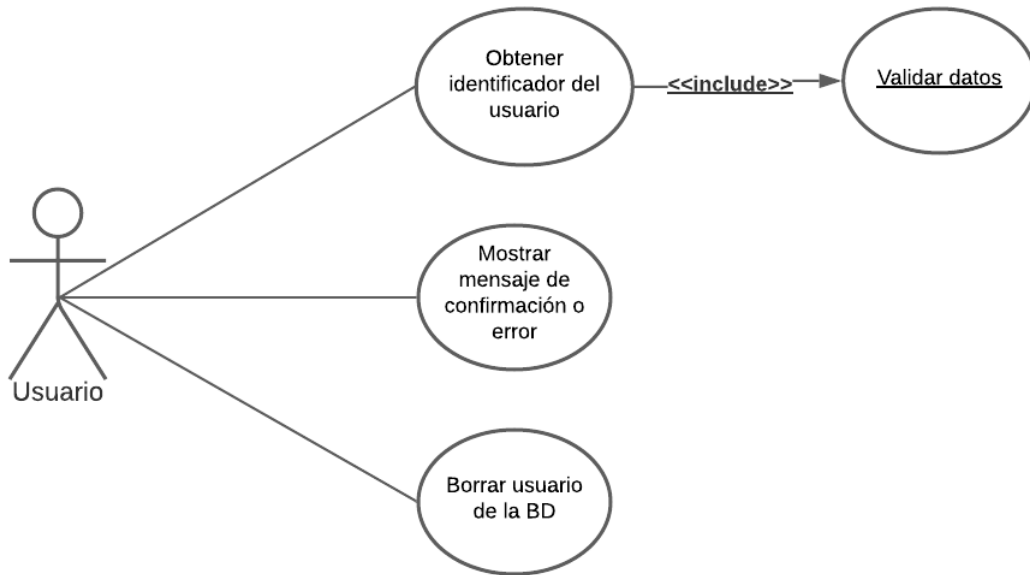 Obtener
identificador del
usuario
<<include>>
Validar datos
Mostrar
mensaje de
confirmación o
error
Usuario
Borrar usuario
de la BD